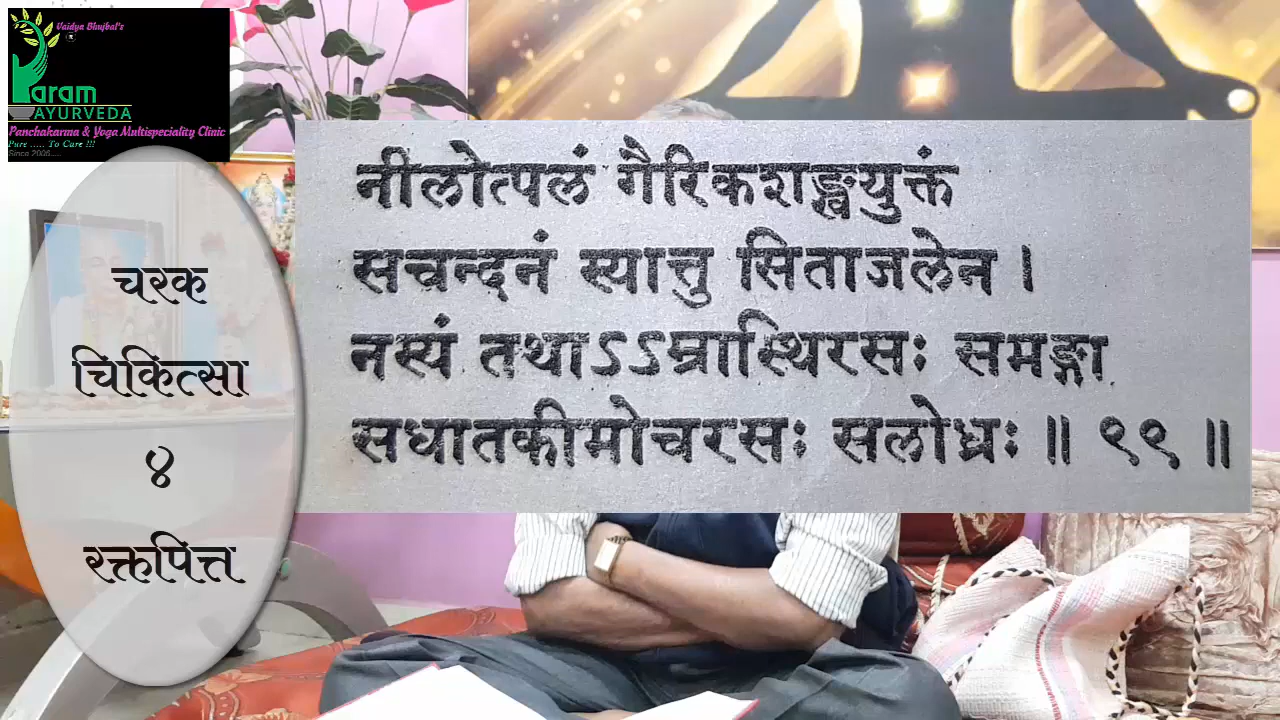 Vaidya Bhujbal's
Param
AYURVEDA
Panchakarma & Yoga Multispeciality Clinic
Pure ..... To Cure !!!
Since 2006.....
चरक
चिकित्सा
४
रक्तपित्त
नीलोत्पलं गैरिकशङ्खयुक्तं
सचन्दनं स्यात्तु सिताजलेन ।
नस्यं तथाऽऽम्रास्थिरसः समङ्गा
सधातकीमोचरसः सलोध्रः ॥ ९९ ॥